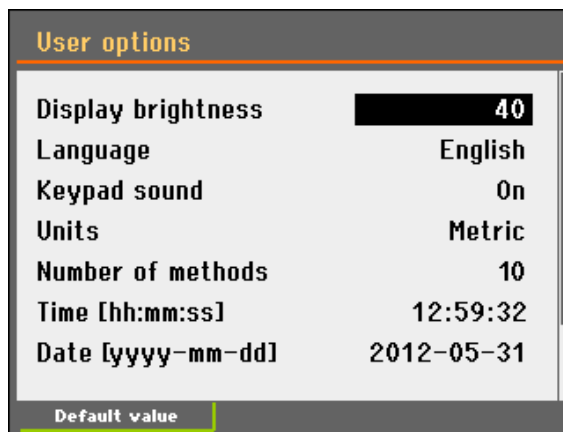 User options
Display brightness 40
Language English
Keypad sound On
Units Metric
Number of methods 10
Time [hh:mm:ss] 12:59:32
Date [yyyy-mm-dd] 2012-05-31
Default value